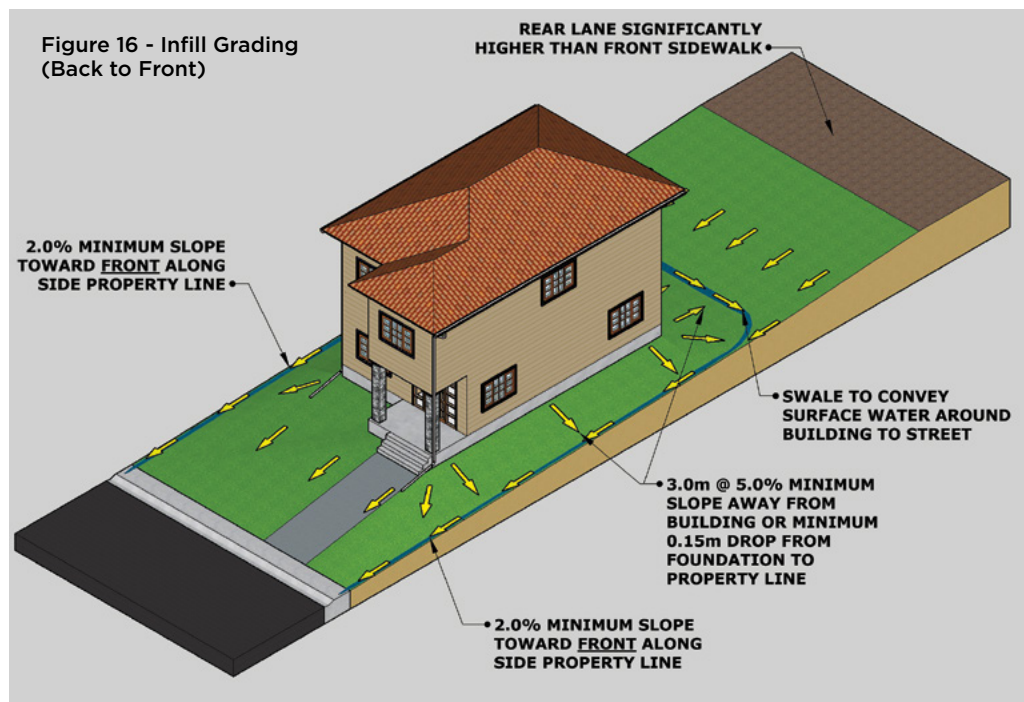 Figure 16 - Infill Grading
(Back to Front)
REAR LANE SIGNIFICANTLY
HIGHER THAN FRONT SIDEWALK
2.0% MINIMUM SLOPE
TOWARD FRONT ALONG
SIDE PROPERTY LINE
SWALE TO CONVEY
SURFACE WATER AROUND
BUILDING TO STREET
3.0m @ 5.0% MINIMUM
SLOPE AWAY FROM
BUILDING OR MINIMUM
0.15m DROP FROM
FOUNDATION TO
PROPERTY LINE
2.0% MINIMUM SLOPE
TOWARD FRONT ALONG
SIDE PROPERTY LINE